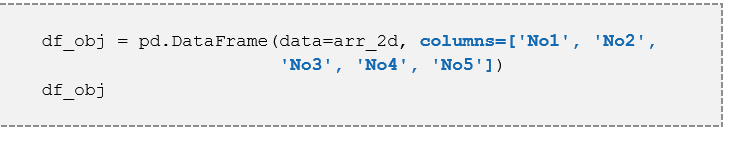 df_obj = pd.DataFrame(data=arr_2d, columns=['No1', 'No2',
'No3', 'No4', 'No5'])
df_obj